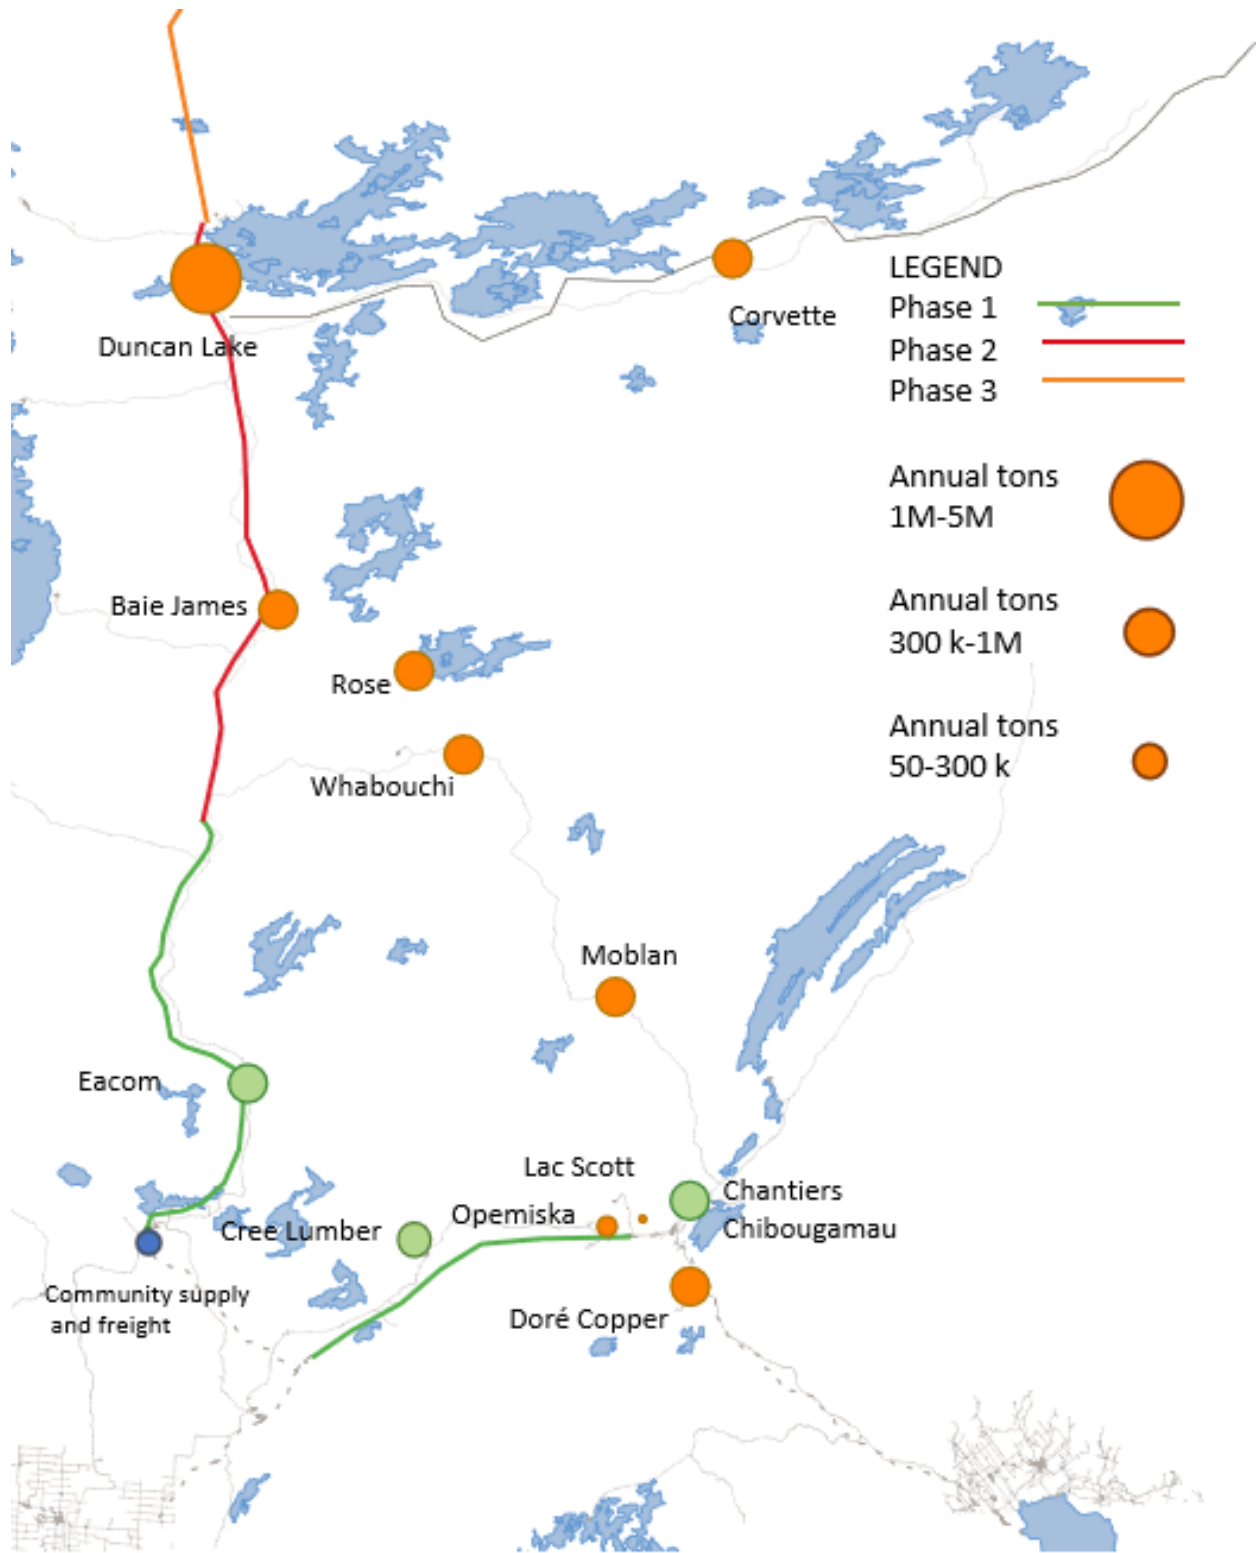 LEGEND
Phase 1
Phase 2
Phase 3
Corvette
Duncan Lake
Annual tons
1M-5M
Annual tons
300 k-1M
Annual tons
50-300 k
Baie James
Rose
Whabouchi
Moblan
Eacom
Lac Scott
Chantiers
Chibougamau
Opemiska
Cree Lumber
Community supply
and freight
Doré Copper